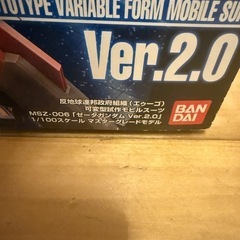 TOTYPE VARIABLE FORM MOBILE SU
Ver.2.0
反地球連邦政府組織（エゥーゴ）
可変型試作モビルスーツ
MSZ-006「ゼータガンダム Ver.2.0」
1/100スケール マスターグレードモデル
BAN
DAI